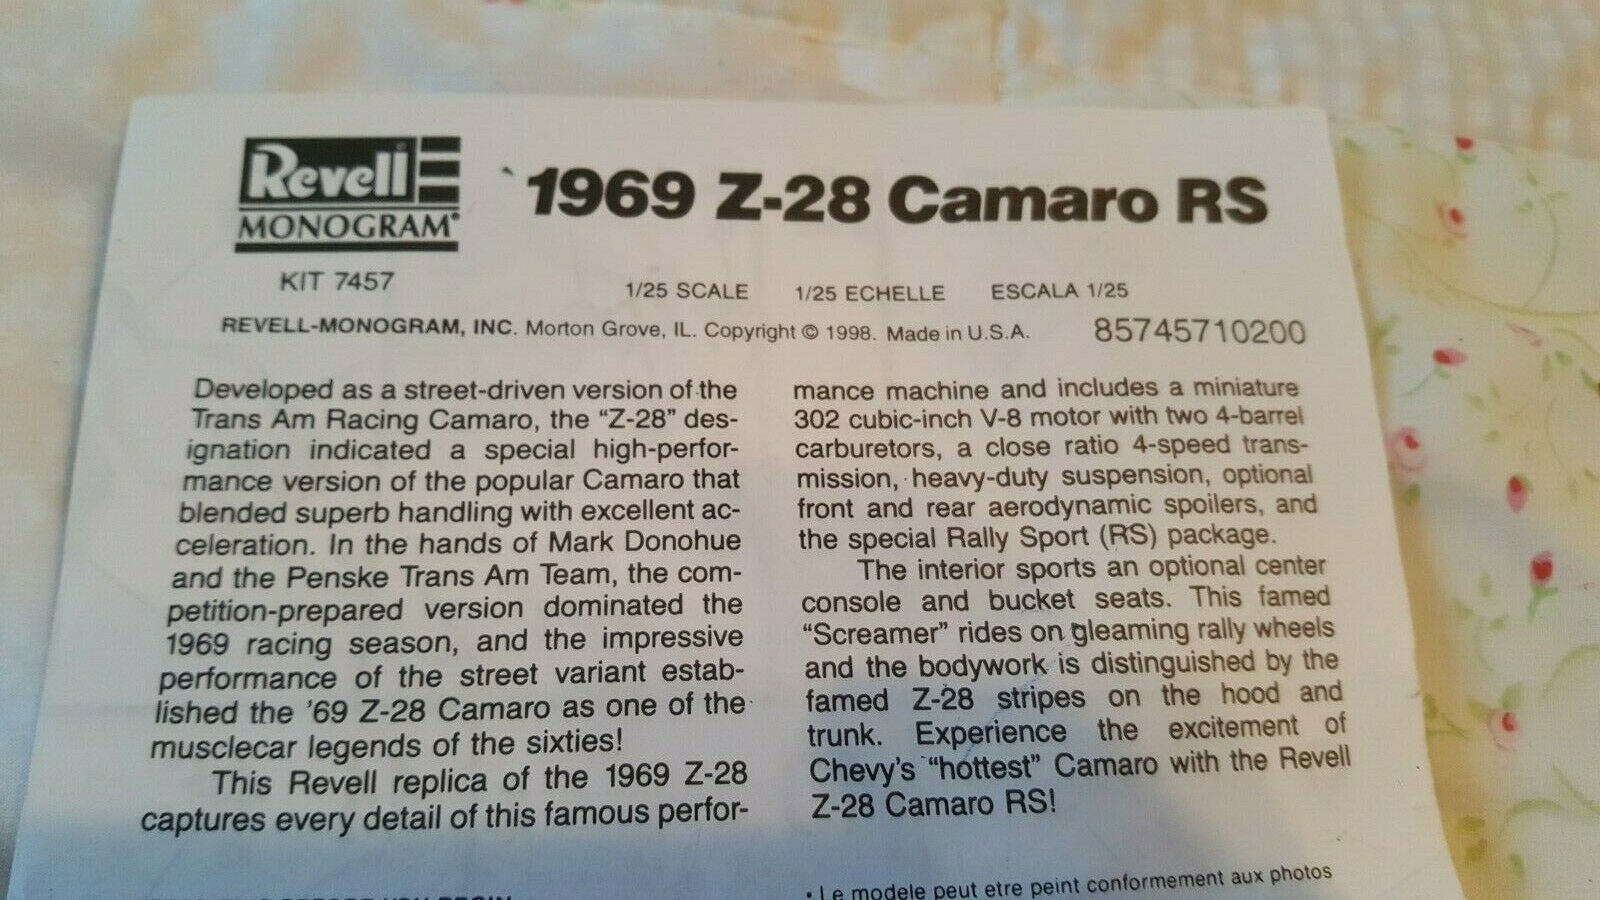 Revell
MONOGRAM®
1969 Z-28 Camaro RS
KIT 7457
1/25 SCALE 1/25 ECHELLE ESCALA 1/25
REVELL-MONOGRAM, INC. Morton Grove, IL. Copyright © 1998. Made in U.S.A. 85745710200
Developed as a street-driven version of the
Trans Am Racing Camaro, the “Z-28” des-
ignation indicated a special high-perfor-
mance version of the popular Camaro that
blended superb handling with excellent ac-
celeration. In the hands of Mark Donohue
and the Penske Trans Am Team, the com-
petition-prepared version dominated the
1969 racing season, and the impressive
performance of the street variant estab-
lished the ’69 Z-28 Camaro as one of the
musclecar legends of the sixties!
This Revell replica of the 1969 Z-28
captures every detail of this famous perfor-
mance machine and includes a miniature
302 cubic-inch V-8 motor with two 4-barrel
carburetors, a close ratio 4-speed trans-
mission, heavy-duty suspension, optional
front and rear aerodynamic spoilers, and
the special Rally Sport (RS) package.
The interior sports an optional center
console and bucket seats. This famed
“Screamer” rides on gleaming rally wheels
and the bodywork is distinguished by the
famed Z-28 stripes on the hood and
trunk. Experience the excitement of
Chevy’s “hottest” Camaro with the Revell
Z-28 Camaro RS!
BEFORE YOU BEGIN
• Le modele peut etre peint conformement aux photos